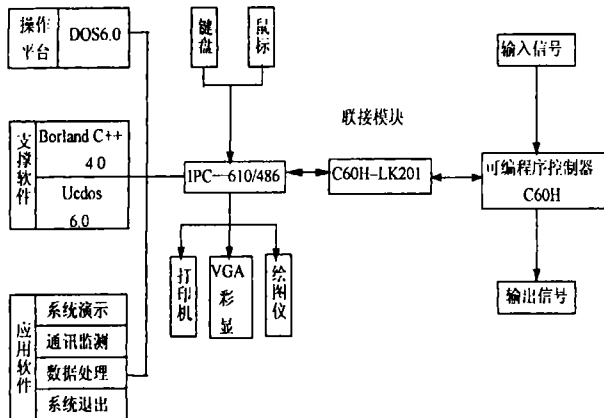 操作
平台
DOS6.0
支撑软件
Borland C++
4.0
Ucdos
6.0
应用软件
系统演示
通讯监测
数据处理
系统退出
键盘
鼠标
IPC—610/486
打印机
VGA
彩显
绘图仪
联接模块
C60H-LK201
输入信号
可编程序控制器
C60H
输出信号